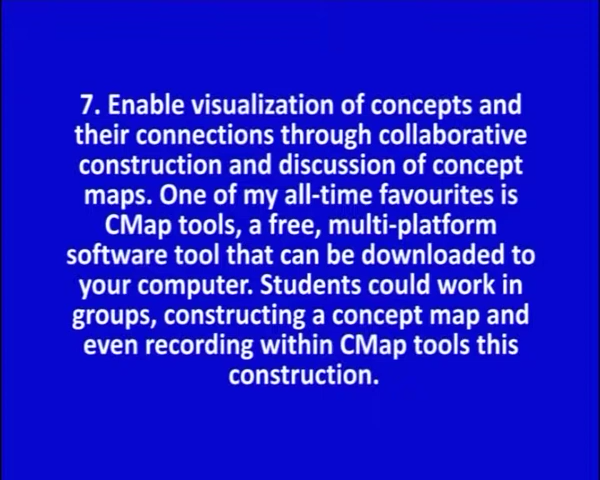 7. Enable visualization of concepts and
their connections through collaborative
construction and discussion of concept
maps. One of my all-time favourites is
CMap tools, a free, multi-platform
software tool that can be downloaded to
your computer. Students could work in
groups, constructing a concept map and
even recording within CMap tools this
construction.